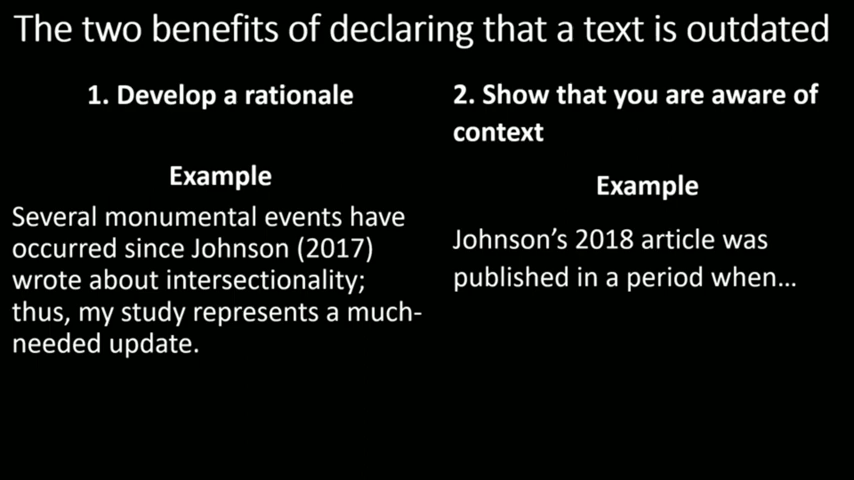 The two benefits of declaring that a text is outdated
1. Develop a rationale
Example
Several monumental events have
occurred since Johnson (2017)
wrote about intersectionality;
thus, my study represents a much-
needed update.
2. Show that you are aware of
context
Example
Johnson’s 2018 article was
published in a period when…